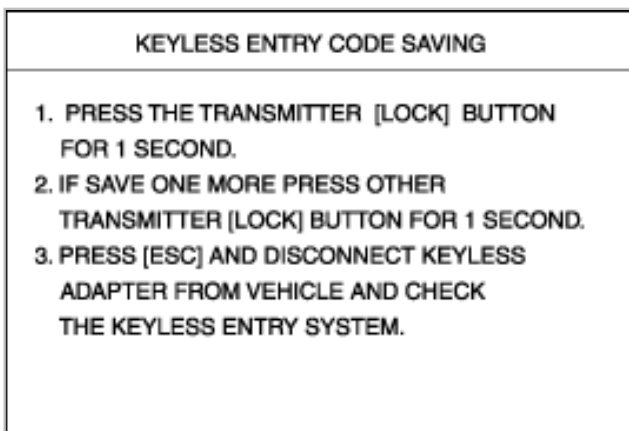 KEYLESS ENTRY CODE SAVING
1. PRESS THE TRANSMITTER [LOCK] BUTTON
FOR 1 SECOND.
2. IF SAVE ONE MORE PRESS OTHER
TRANSMITTER [LOCK] BUTTON FOR 1 SECOND.
3. PRESS [ESC] AND DISCONNECT KEYLESS
ADAPTER FROM VEHICLE AND CHECK
THE KEYLESS ENTRY SYSTEM.